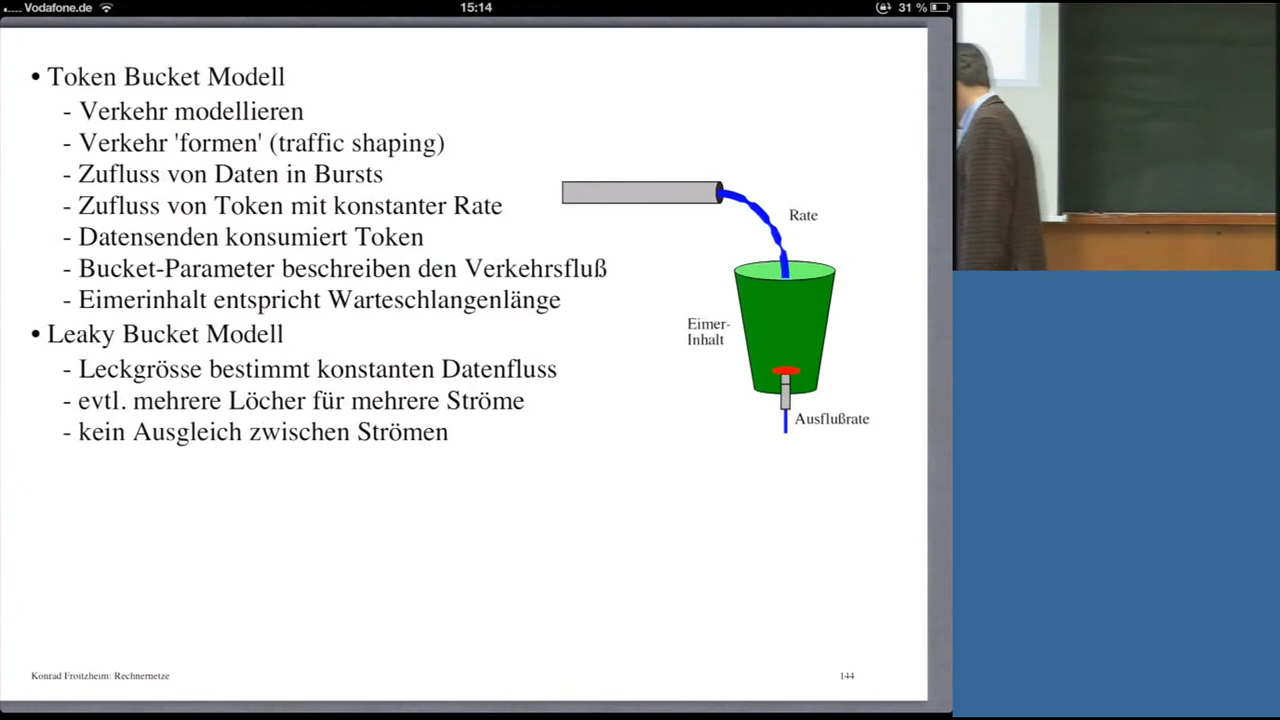 Vodafone.de
15:14
31 %
• Token Bucket Modell
- Verkehr modellieren
- Verkehr 'formen' (traffic shaping)
- Zufluss von Daten in Bursts
- Zufluss von Token mit konstanter Rate
- Datensenden konsumiert Token
- Bucket-Parameter beschreiben den Verkehrsfluß
- Eimerinhalt entspricht Warteschlangenlänge
• Leaky Bucket Modell
- Leckgrösse bestimmt konstanten Datenfluss
- evtl. mehrere Löcher für mehrere Ströme
- kein Ausgleich zwischen Strömen
Rate
Eimer-
Inhalt
Ausflußrate
Konrad Froitzheim: Rechnernetze
144